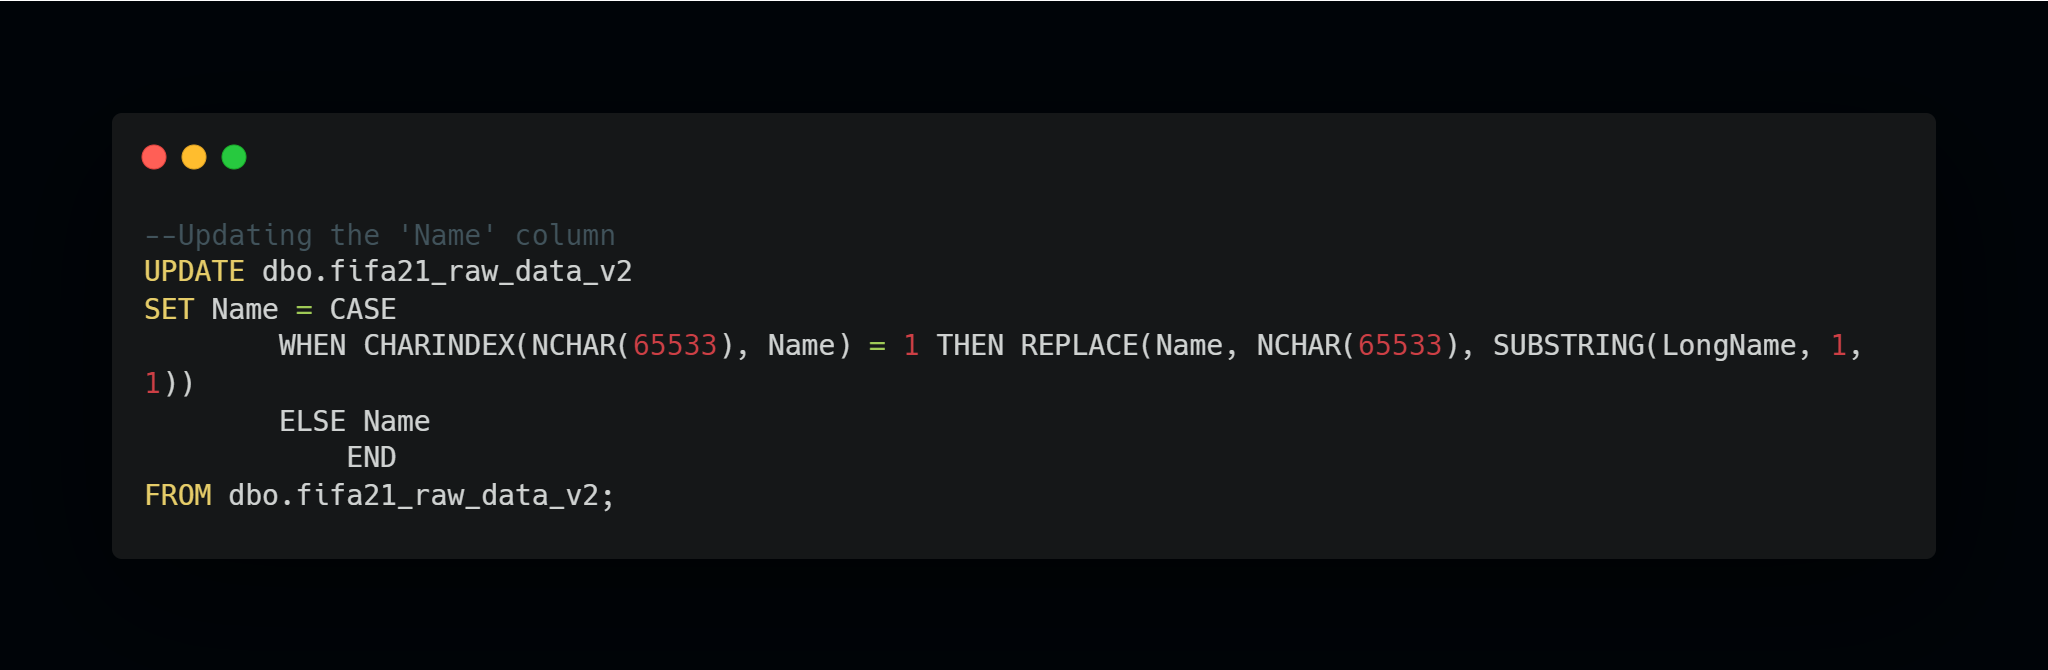 --Updating the 'Name' column
UPDATE dbo.fifa21_raw_data_v2
SET Name = CASE
        WHEN CHARINDEX(NCHAR(65533), Name) = 1 THEN REPLACE(Name, NCHAR(65533), SUBSTRING(LongName, 1,
1))
        ELSE Name
            END
FROM dbo.fifa21_raw_data_v2;